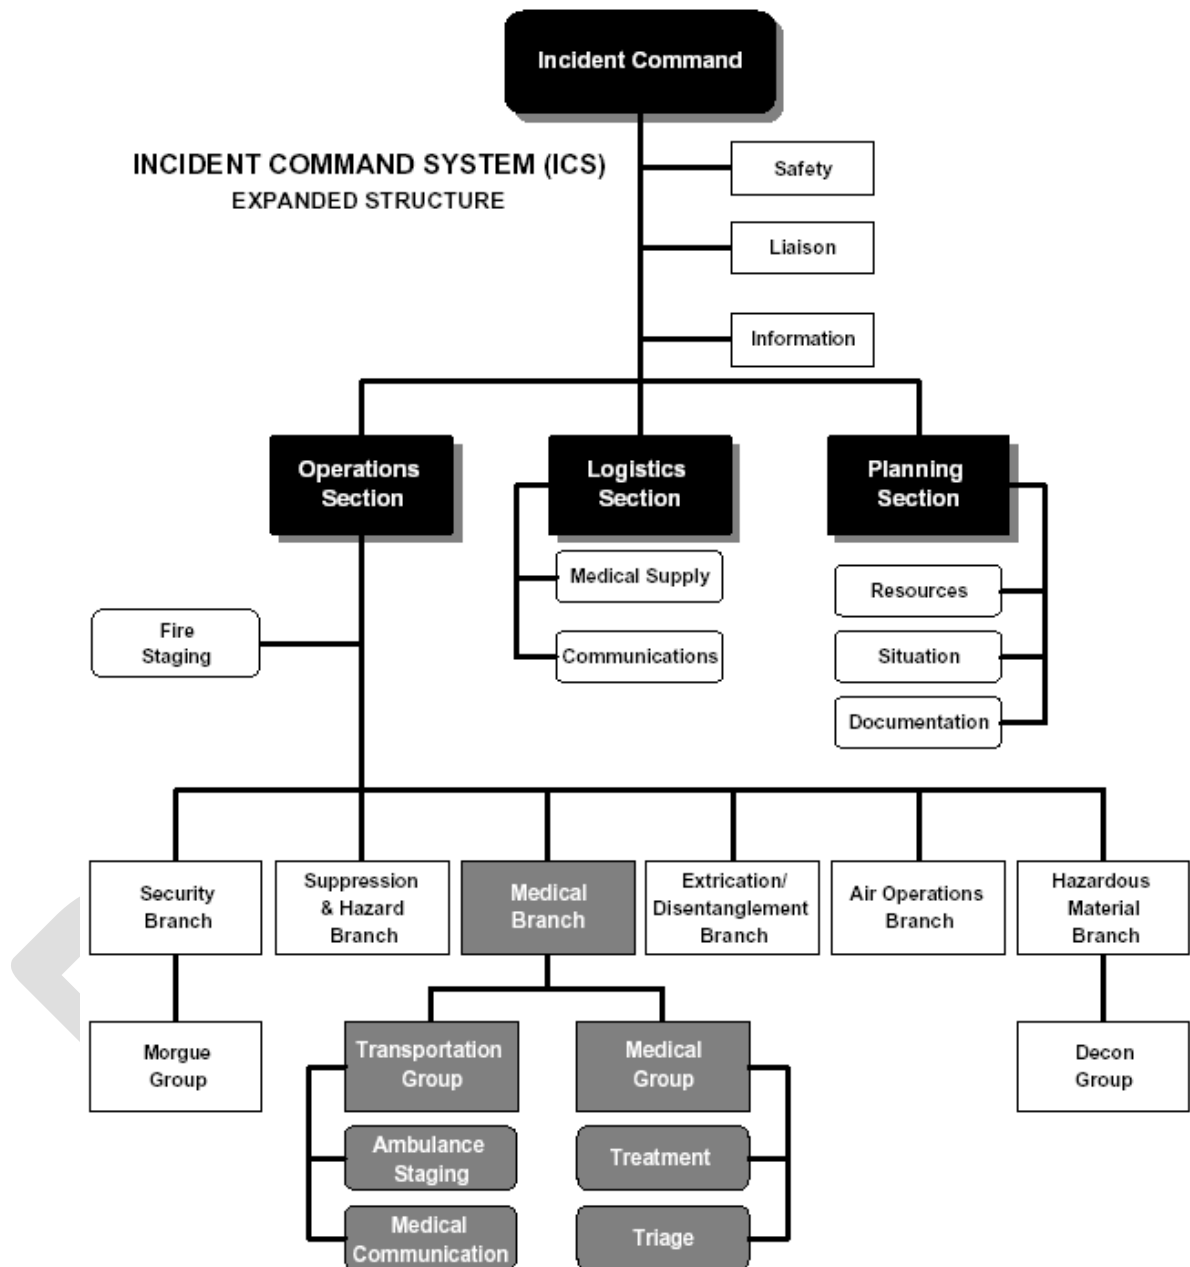 Incident Command
INCIDENT COMMAND SYSTEM (ICS)
EXPANDED STRUCTURE
Safety
Liaison
Information
Operations
Section
Logistics
Section
Planning
Section
Medical Supply
Communications
Resources
Situation
Documentation
Fire
Staging
Security
Branch
Suppression
& Hazard
Branch
Medical
Branch
Extrication/
Disentanglement
Branch
Air Operations
Branch
Hazardous
Material
Branch
Morgue
Group
Transportation
Group
Medical
Group
Decon
Group
Ambulance
Staging
Treatment
Medical
Communication
Triage